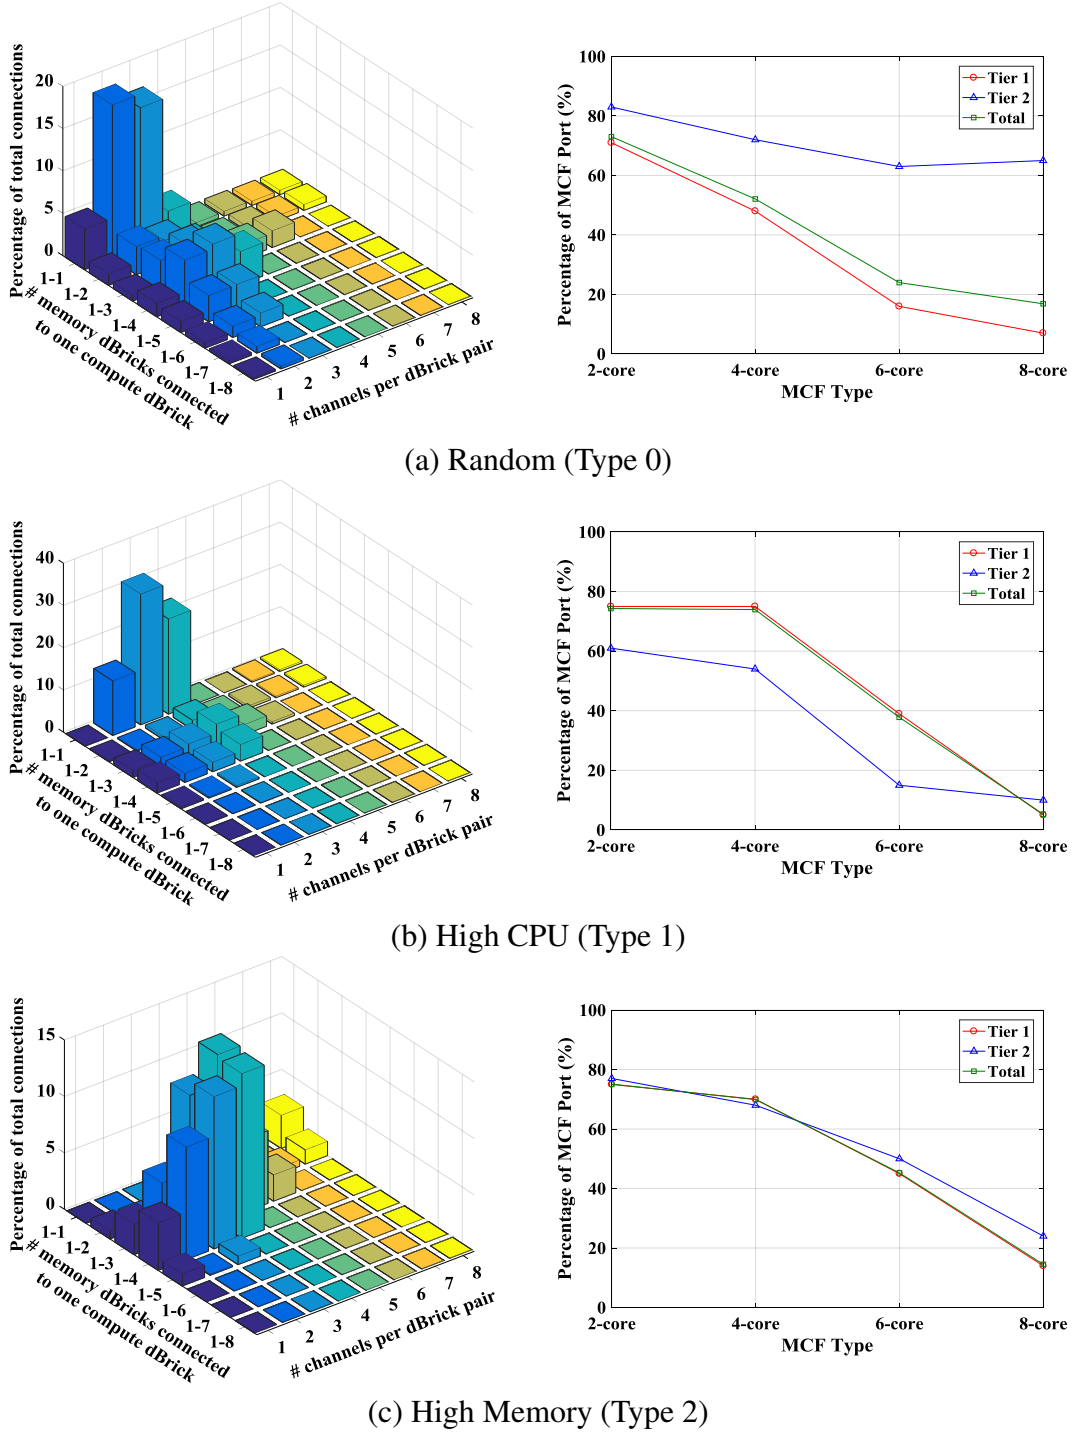 Percentage of total connections
20
15
10
5
0
1-1
1-2
1-3
1-4
1-5
1-6
1-7
1-8
# memory dBricks connected
to one compute dBrick
1
2
3
4
5
6
7
8
# channels per dBrick pair
Percentage of MCF Port (%)
100
80
60
40
20
0
2-core
4-core
6-core
8-core
MCF Type
Tier 1
Tier 2
Total
(a) Random (Type 0)
Percentage of total connections
40
30
20
10
0
1-1
1-2
1-3
1-4
1-5
1-6
1-7
1-8
# memory dBricks connected
to one compute dBrick
1
2
3
4
5
6
7
8
# channels per dBrick pair
Percentage of MCF Port (%)
100
80
60
40
20
0
2-core
4-core
6-core
8-core
MCF Type
Tier 1
Tier 2
Total
(b) High CPU (Type 1)
Percentage of total connections
15
10
5
0
1-1
1-2
1-3
1-4
1-5
1-6
1-7
1-8
# memory dBricks connected
to one compute dBrick
1
2
3
4
5
6
7
8
# channels per dBrick pair
Percentage of MCF Port (%)
100
80
60
40
20
0
2-core
4-core
6-core
8-core
MCF Type
Tier 1
Tier 2
Total
(c) High Memory (Type 2)